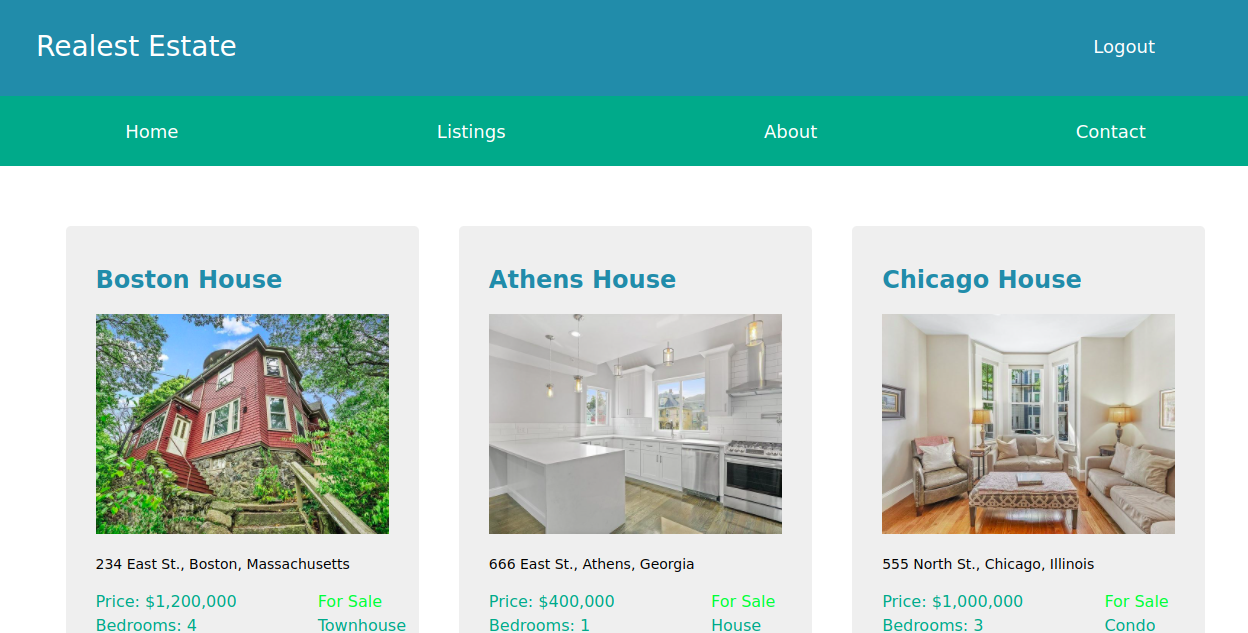 Realest Estate
Logout
Home
Listings
About
Contact
Boston House
Athens House
Chicago House
234 East St., Boston, Massachusetts
666 East St., Athens, Georgia
555 North St., Chicago, Illinois
Price: $1,200,000
For Sale
Price: $400,000
For Sale
Price: $1,000,000
For Sale
Bedrooms: 4
Townhouse
Bedrooms: 1
House
Bedrooms: 3
Condo